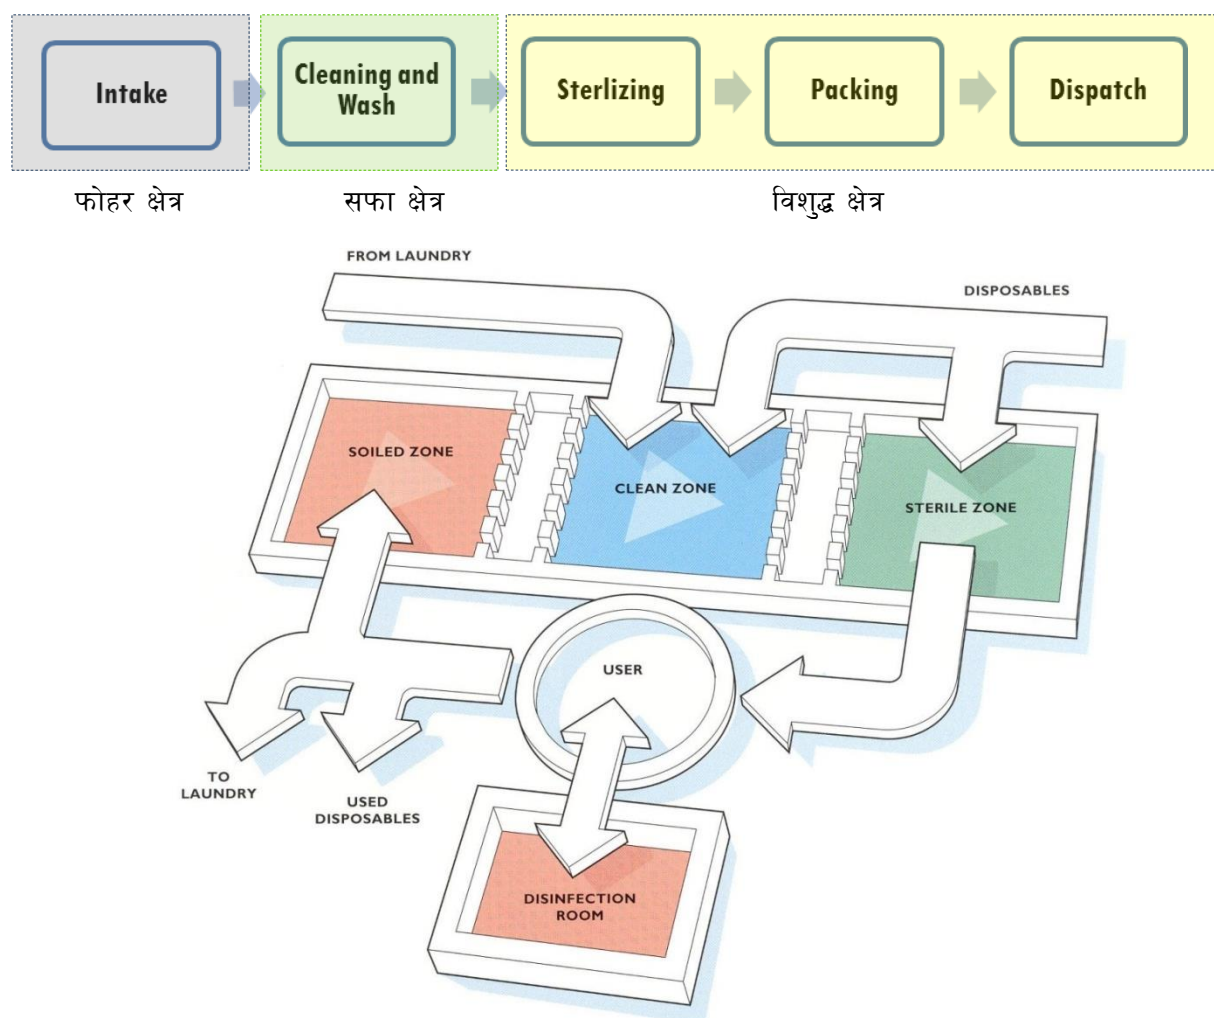 Intake
Cleaning and
Wash
Sterlizing
Packing
Dispatch
फोहर क्षेत्र
सफा क्षेत्र
विशुद्ध क्षेत्र
FROM LAUNDRY
DISPOSABLES
SOILED ZONE
CLEAN ZONE
STERILE ZONE
USER
TO
LAUNDRY
USED
DISPOSABLES
DISINFECTION
ROOM